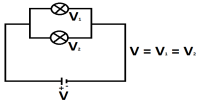 V₁
V₂
V = V₁ = V₂
+ -
V